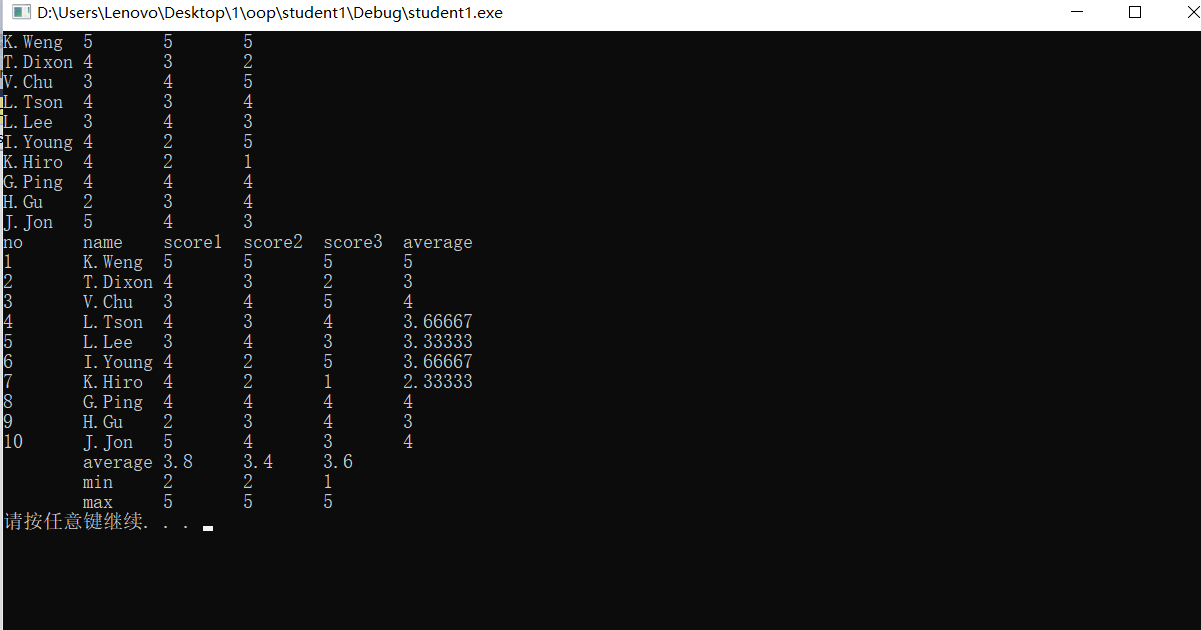 D:\Users\Lenovo\Desktop\1\oop\student1\Debug\student1.exe
K.Weng 5 5 5
T.Dixon 4 3 2
V.Chu 3 4 5
L.Tson 4 3 4
L.Lee 3 4 3
I.Young 4 2 5
K.Hiro 4 2 1
G.Ping 4 4 4
H.Gu 2 3 4
J.Jon 5 4 3
no name score1 score2 score3 average
1 K.Weng 5 5 5 5
2 T.Dixon 4 3 2 3
3 V.Chu 3 4 5 4
4 L.Tson 4 3 4 3.66667
5 L.Lee 3 4 3 3.33333
6 I.Young 4 2 5 3.66667
7 K.Hiro 4 2 1 2.33333
8 G.Ping 4 4 4 4
9 H.Gu 2 3 4 3
10 J.Jon 5 4 3 4
average 3.8 3.4 3.6
min 2 2 1
max 5 5 5
请按任意键继续. . .